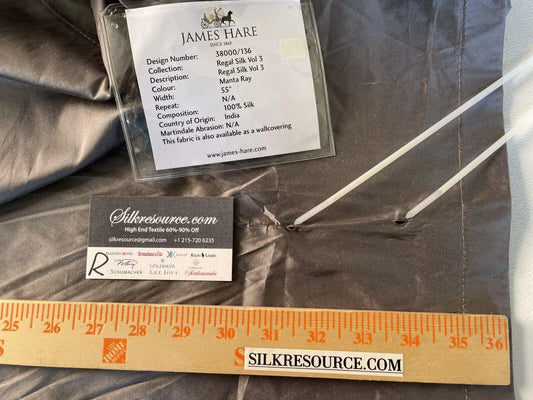 JAMES HARE
SINCE 1865
Design Number: 38000/136
Collection: Regal Silk Vol 3
Description: Regal Silk Vol 3
Colour: Manta Ray
Width: 55"
Repeat: N/A
Composition: 100% Silk
Country of Origin: India
Martindale Abrasion: N/A
This fabric is also available as a wallcovering
www.james-hare.com
Silkresource.com
High End Textile 60%-90% Off
silkresource@gmail.com +1 215-720 6235
R
SCHUMACHER
LEE JOFA
Scalamandre
25 26 27 28 29 30 31 32 33 34 35 36
SILKRESOURCE.COM